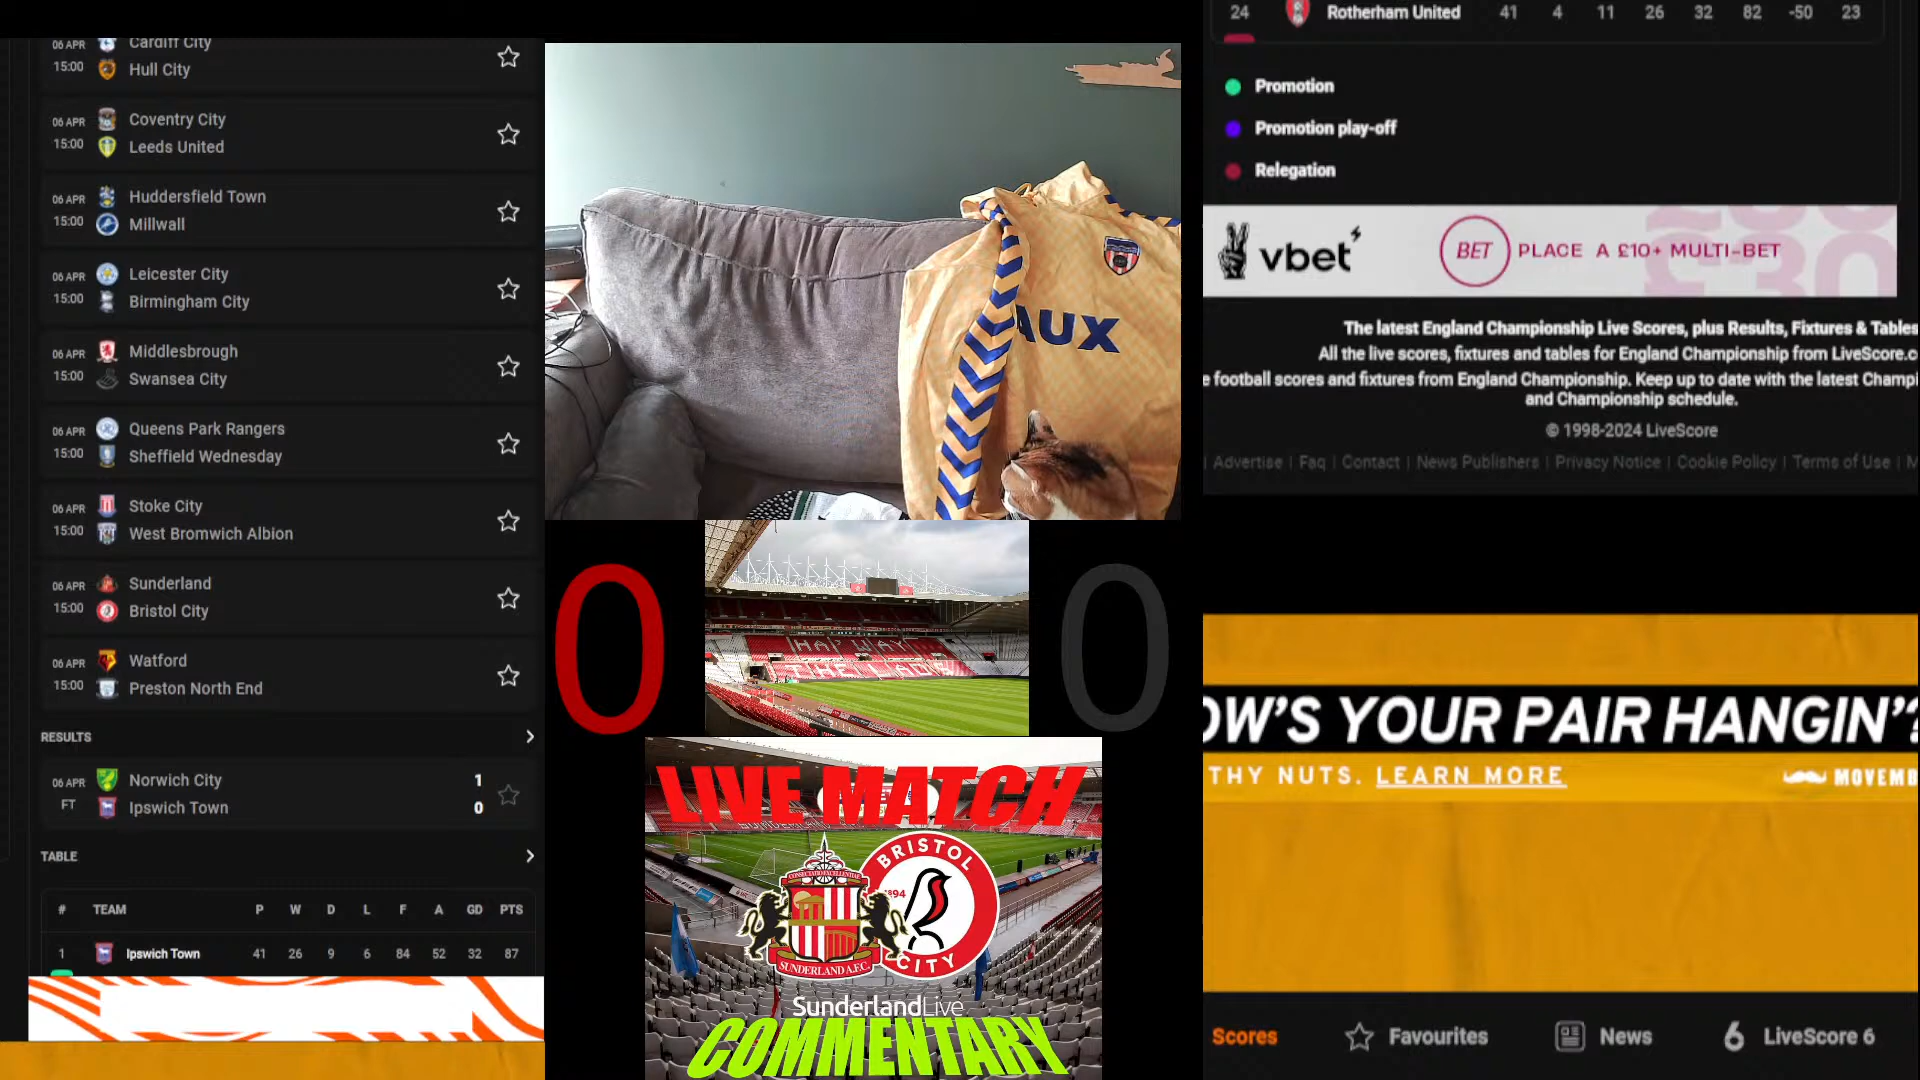 06 APR
15:00
Cardiff City
Hull City
06 APR
15:00
Coventry City
Leeds United
06 APR
15:00
Huddersfield Town
Millwall
06 APR
15:00
Leicester City
Birmingham City
06 APR
15:00
Middlesbrough
Swansea City
06 APR
15:00
Queens Park Rangers
Sheffield Wednesday
06 APR
15:00
Stoke City
West Bromwich Albion
06 APR
15:00
Sunderland
Bristol City
06 APR
15:00
Watford
Preston North End
RESULTS
06 APR
FT
Norwich City 1
Ipswich Town 0
TABLE
# TEAM P W D L F A GD PTS
1 Ipswich Town 41 26 9 6 84 52 32 87
AUX
0 0
HA'WAY
THE LADS
LIVE MATCH
BRISTOL
1894
CITY
CONSECTATIO EXCELLENTIAE
SUNDERLAND A.F.C.
SunderlandLive
COMMENTARY
24 Rotherham United 41 4 11 26 32 82 -50 23
Promotion
Promotion play-off
Relegation
vbet
BET PLACE A £10+ MULTI-BET
£30
The latest England Championship Live Scores, plus Results, Fixtures & Tables
All the live scores, fixtures and tables for England Championship from LiveScore.c
e football scores and fixtures from England Championship. Keep up to date with the latest Champi
and Championship schedule.
© 1998-2024 LiveScore
| Advertise | Faq | Contact | News Publishers | Privacy Notice | Cookie Policy | Terms of Use | M
OW'S YOUR PAIR HANGIN'?
THY NUTS. LEARN MORE
MOVEMB
Scores
Favourites
News
6 LiveScore 6